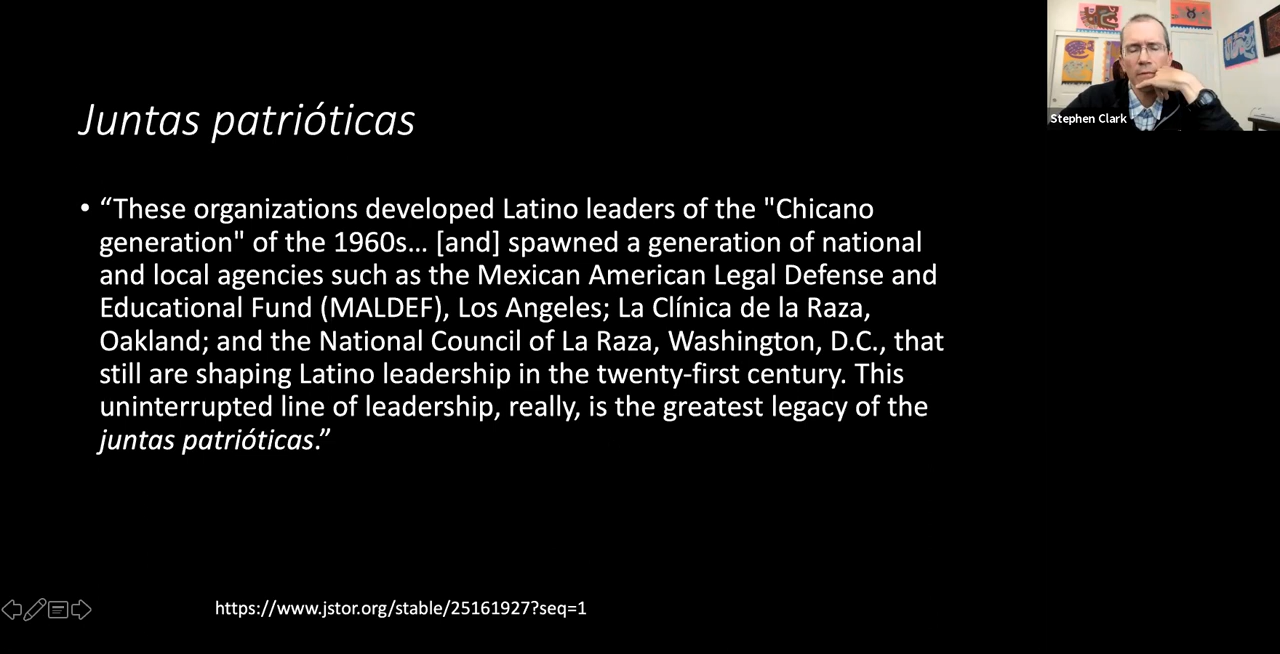 Juntas patrióticas
• “These organizations developed Latino leaders of the "Chicano
generation" of the 1960s... [and] spawned a generation of national
and local agencies such as the Mexican American Legal Defense and
Educational Fund (MALDEF), Los Angeles; La Clínica de la Raza,
Oakland; and the National Council of La Raza, Washington, D.C., that
still are shaping Latino leadership in the twenty-first century. This
uninterrupted line of leadership, really, is the greatest legacy of the
juntas patrióticas.”
https://www.jstor.org/stable/25161927?seq=1
Stephen Clark